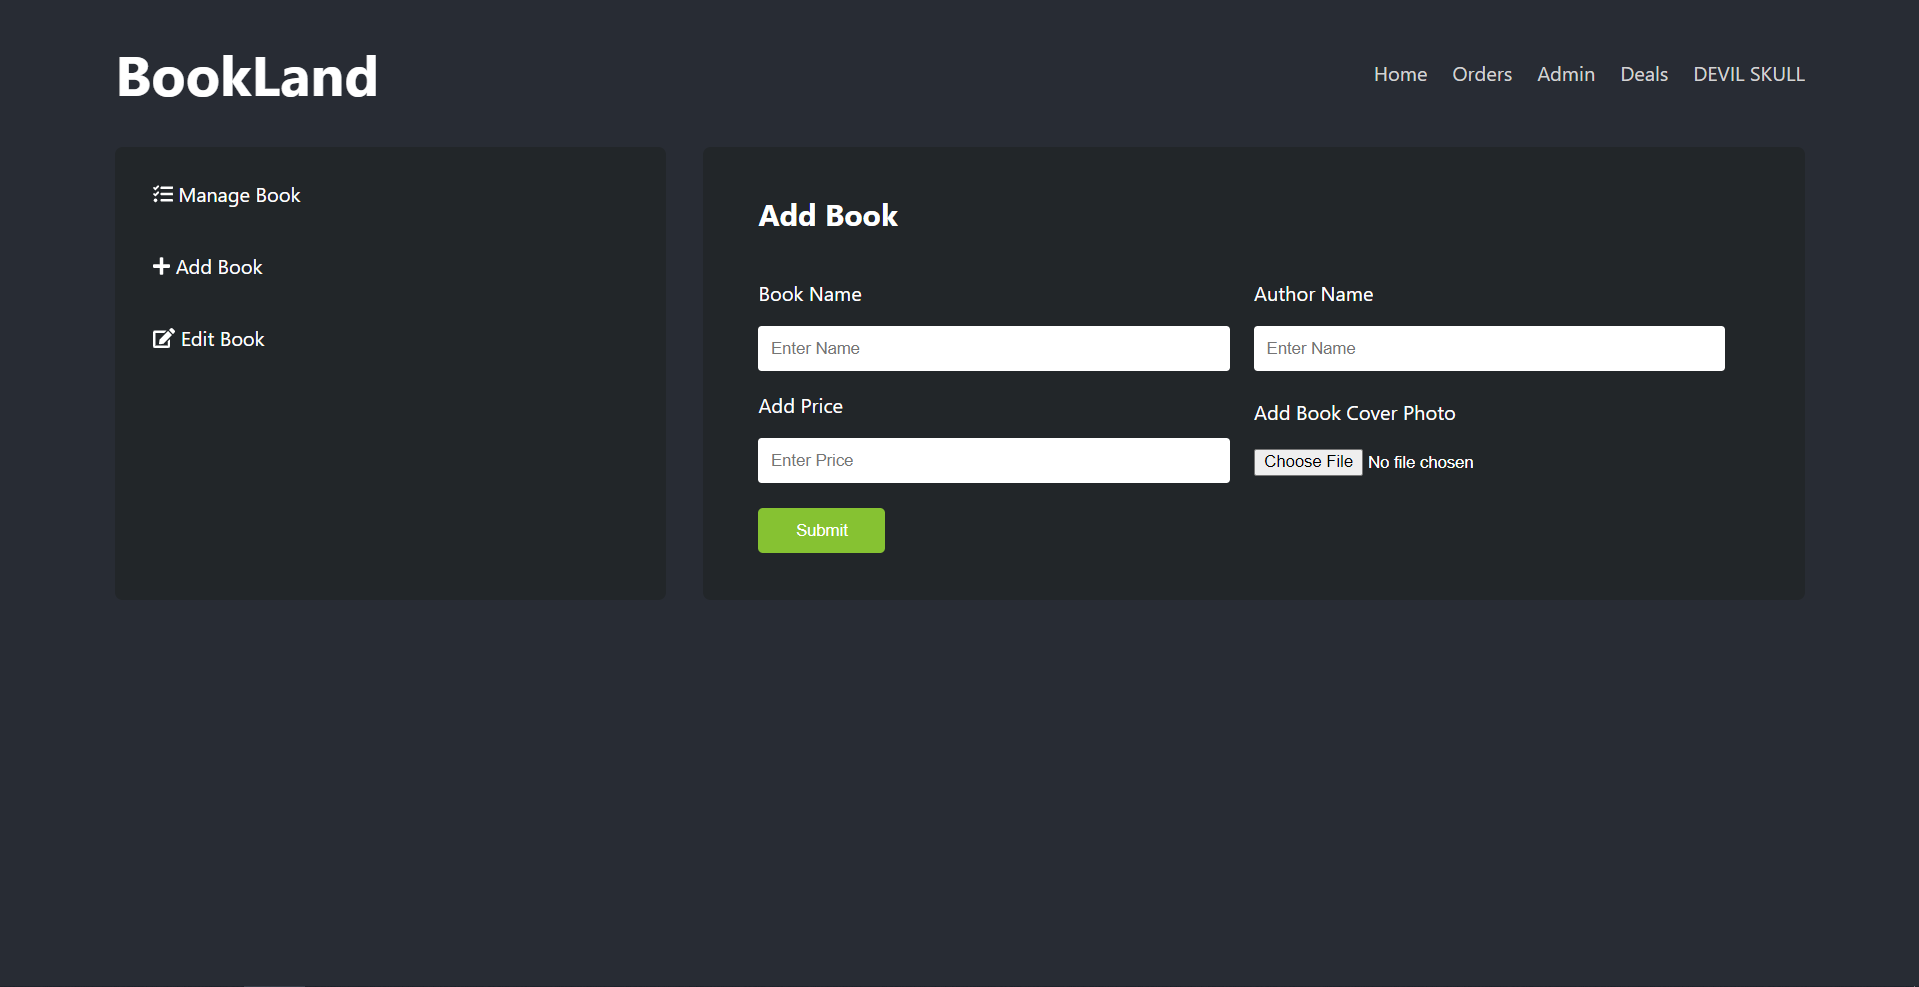 BookLand
Home Orders Admin Deals DEVIL SKULL
Manage Book
Add Book
Edit Book
Add Book
Book Name
Enter Name
Author Name
Enter Name
Add Price
Enter Price
Add Book Cover Photo
Choose File No file chosen
Submit